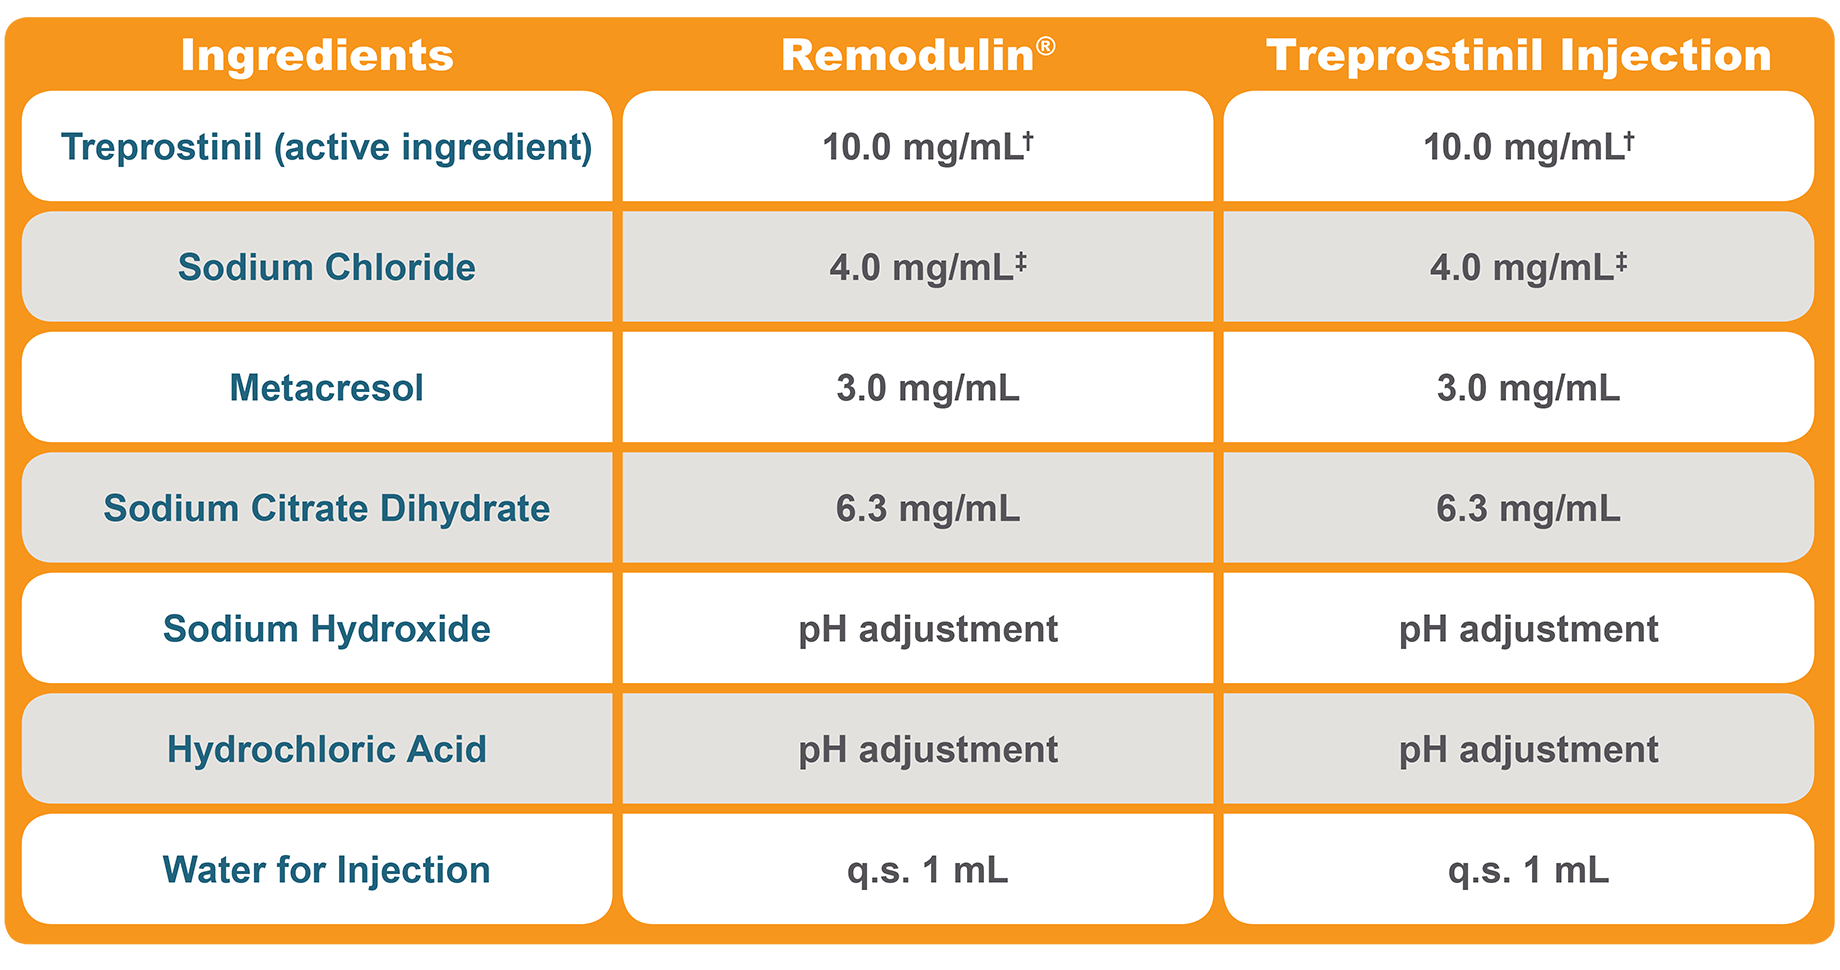 Ingredients Remodulin® Treprostinil Injection
Treprostinil (active ingredient) 10.0 mg/mL† 10.0 mg/mL†
Sodium Chloride 4.0 mg/mL‡ 4.0 mg/mL‡
Metacresol 3.0 mg/mL 3.0 mg/mL
Sodium Citrate Dihydrate 6.3 mg/mL 6.3 mg/mL
Sodium Hydroxide pH adjustment pH adjustment
Hydrochloric Acid pH adjustment pH adjustment
Water for Injection q.s. 1 mL q.s. 1 mL